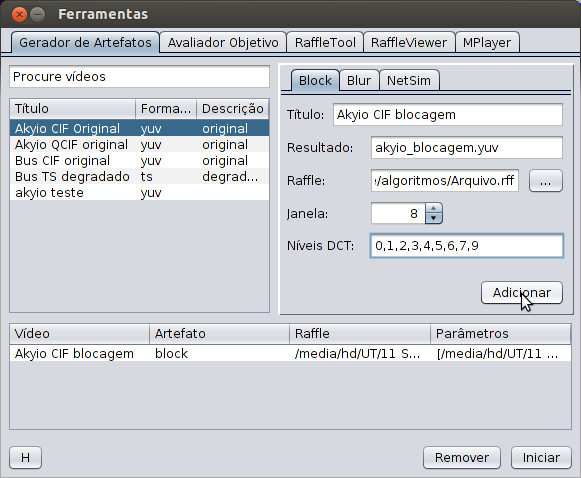 Ferramentas
Gerador de Artefatos Avaliador Objetivo RaffleTool RaffleViewer MPlayer
Procure vídeos
Título Forma... Descrição
Akyio CIF Original yuv original
Akyio QCIF original yuv original
Bus CIF original yuv original
Bus TS degradado ts degrad...
akyio teste yuv
Block Blur NetSim
Título: Akyio CIF blocagem
Resultado: akyio_blocagem.yuv
Raffle: :/algoritmos/Arquivo.rff ...
Janela: 8
Níveis DCT: 0,1,2,3,4,5,6,7,9
Adicionar
Vídeo Artefato Raffle Parâmetros
Akyio CIF blocagem block /media/hd/UT/11 S... [/media/hd/UT/11 ...
H Remover Iniciar